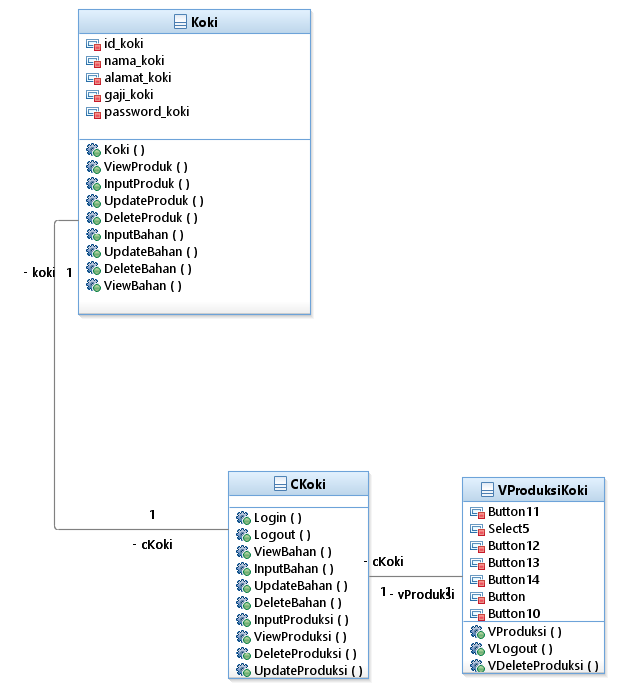 Koki
id_koki
nama_koki
alamat_koki
gaji_koki
password_koki
Koki ( )
ViewProduk ( )
InputProduk ( )
UpdateProduk ( )
DeleteProduk ( )
InputBahan ( )
UpdateBahan ( )
DeleteBahan ( )
ViewBahan ( )
- koki 1
1
- cKoki
CKoki
Login ( )
Logout ( )
ViewBahan ( )
InputBahan ( )
UpdateBahan ( )
DeleteBahan ( )
InputProduksi ( )
ViewProduksi ( )
DeleteProduksi ( )
UpdateProduksi ( )
- cKoki
1 - vProduksi 1
VProduksiKoki
Button11
Select5
Button12
Button13
Button14
Button
Button10
VProduksi ( )
VLogout ( )
VDeleteProduksi ( )